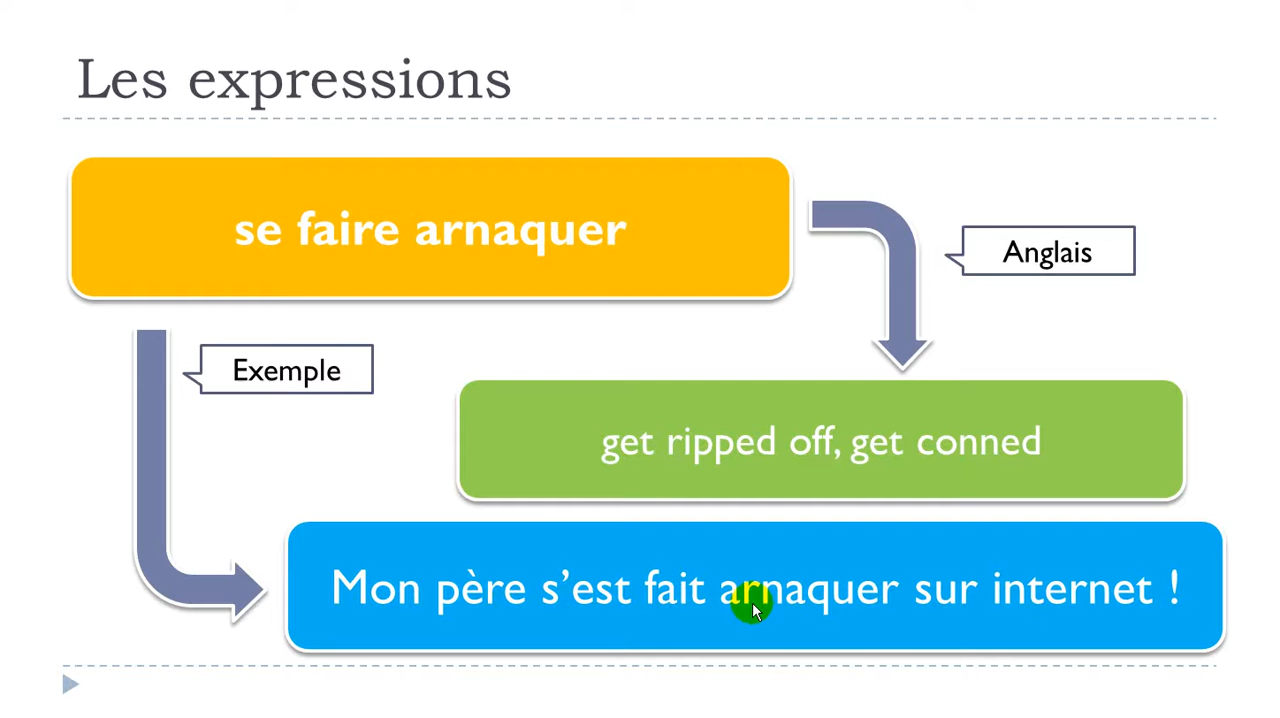 Les expressions
se faire arnaquer
Anglais
Exemple
get ripped off, get conned
Mon père s’est fait arnaquer sur internet !